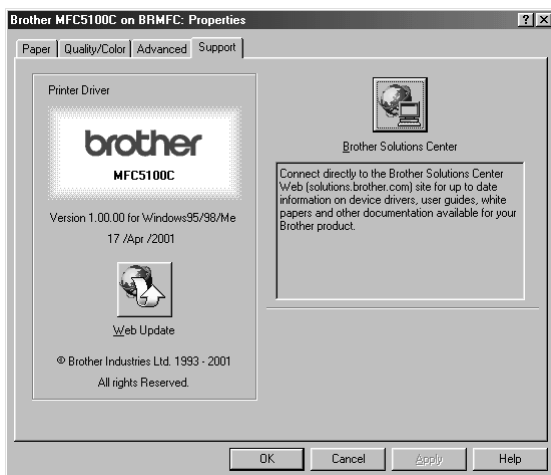 Brother MFC5100C on BRMFC: Properties
? ×
Paper Quality/Color Advanced Support
Printer Driver
brother
MFC5100C
Version 1.00.00 for Windows95/98/Me
17 /Apr /2001
Web Update
© Brother Industries Ltd. 1993 - 2001
All rights Reserved.
Brother Solutions Center
Connect directly to the Brother Solutions Center
Web (solutions.brother.com) site for up to date
information on device drivers, user guides, white
papers and other documentation available for your
Brother product.
OK Cancel Apply Help